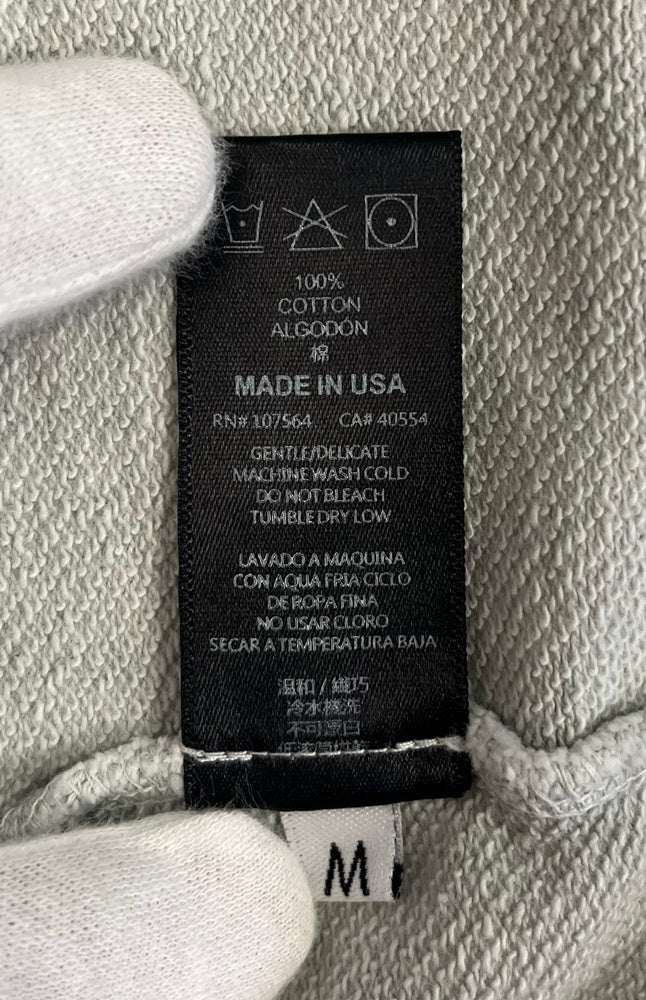 100%
COTTON
ALGODÓN
棉
MADE IN USA
RN# 107564 CA# 40554
GENTLE/DELICATE
MACHINE WASH COLD
DO NOT BLEACH
TUMBLE DRY LOW
LAVADO A MAQUINA
CON AQUA FRIA CICLO
DE ROPA FINA
NO USAR CLORO
SECAR A TEMPERATURA BAJA
温和 / 纖巧
冷水機洗
不可
M